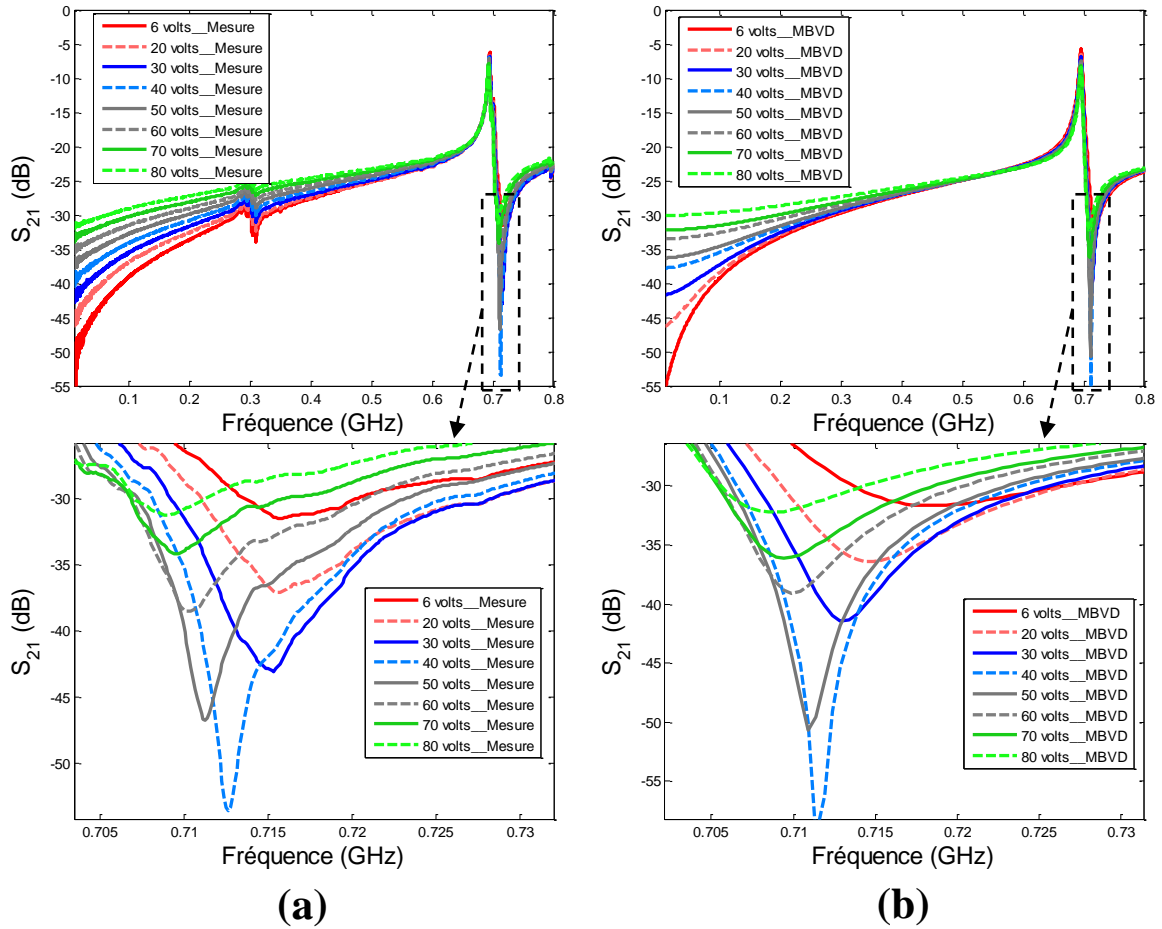 0
-5
-10
-15
-20
-25
-30
-35
-40
-45
-50
-55
S21 (dB)
6 volts__Mesure
20 volts__Mesure
30 volts__Mesure
40 volts__Mesure
50 volts__Mesure
60 volts__Mesure
70 volts__Mesure
80 volts__Mesure
0.1 0.2 0.3 0.4 0.5 0.6 0.7 0.8
Fréquence (GHz)
0
-5
-10
-15
-20
-25
-30
-35
-40
-45
-50
-55
S21 (dB)
6 volts__MBVD
20 volts__MBVD
30 volts__MBVD
40 volts__MBVD
50 volts__MBVD
60 volts__MBVD
70 volts__MBVD
80 volts__MBVD
0.1 0.2 0.3 0.4 0.5 0.6 0.7 0.8
Fréquence (GHz)
-30
-35
-40
-45
-50
S21 (dB)
6 volts__Mesure
20 volts__Mesure
30 volts__Mesure
40 volts__Mesure
50 volts__Mesure
60 volts__Mesure
70 volts__Mesure
80 volts__Mesure
0.705 0.71 0.715 0.72 0.725 0.73
Fréquence (GHz)
(a)
-30
-35
-40
-45
-50
-55
S21 (dB)
6 volts__MBVD
20 volts__MBVD
30 volts__MBVD
40 volts__MBVD
50 volts__MBVD
60 volts__MBVD
70 volts__MBVD
80 volts__MBVD
0.705 0.71 0.715 0.72 0.725 0.73
Fréquence (GHz)
(b)